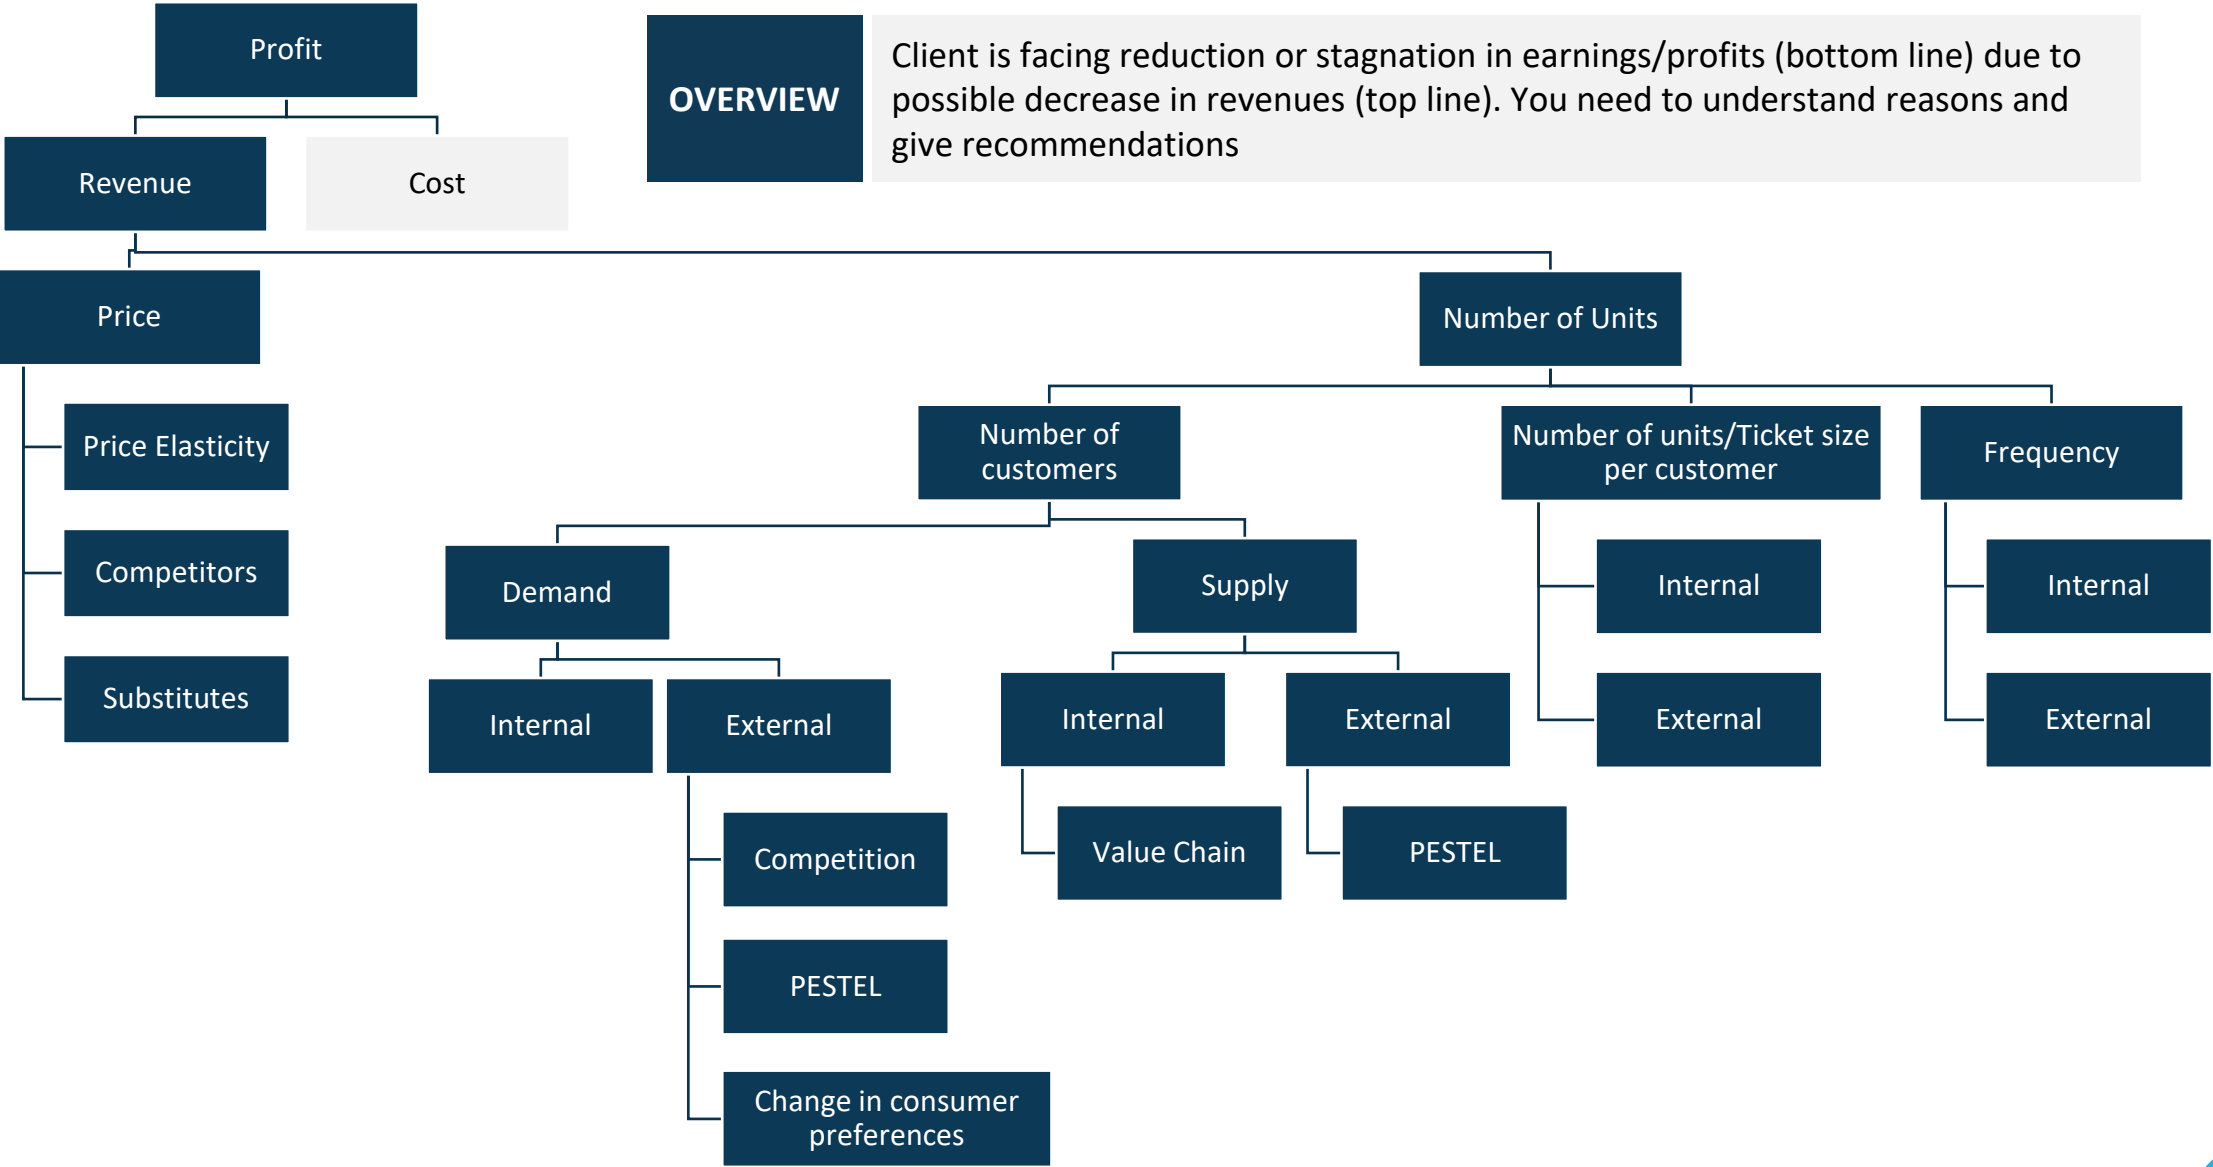 Profit
OVERVIEW
Client is facing reduction or stagnation in earnings/profits (bottom line) due to
possible decrease in revenues (top line). You need to understand reasons and
give recommendations
Revenue
Cost
Price
Number of Units
Price Elasticity
Competitors
Substitutes
Number of
customers
Number of units/Ticket size
per customer
Frequency
Demand
Supply
Internal
External
Internal
External
Internal
External
Internal
External
Competition
PESTEL
Change in consumer
preferences
Value Chain
PESTEL